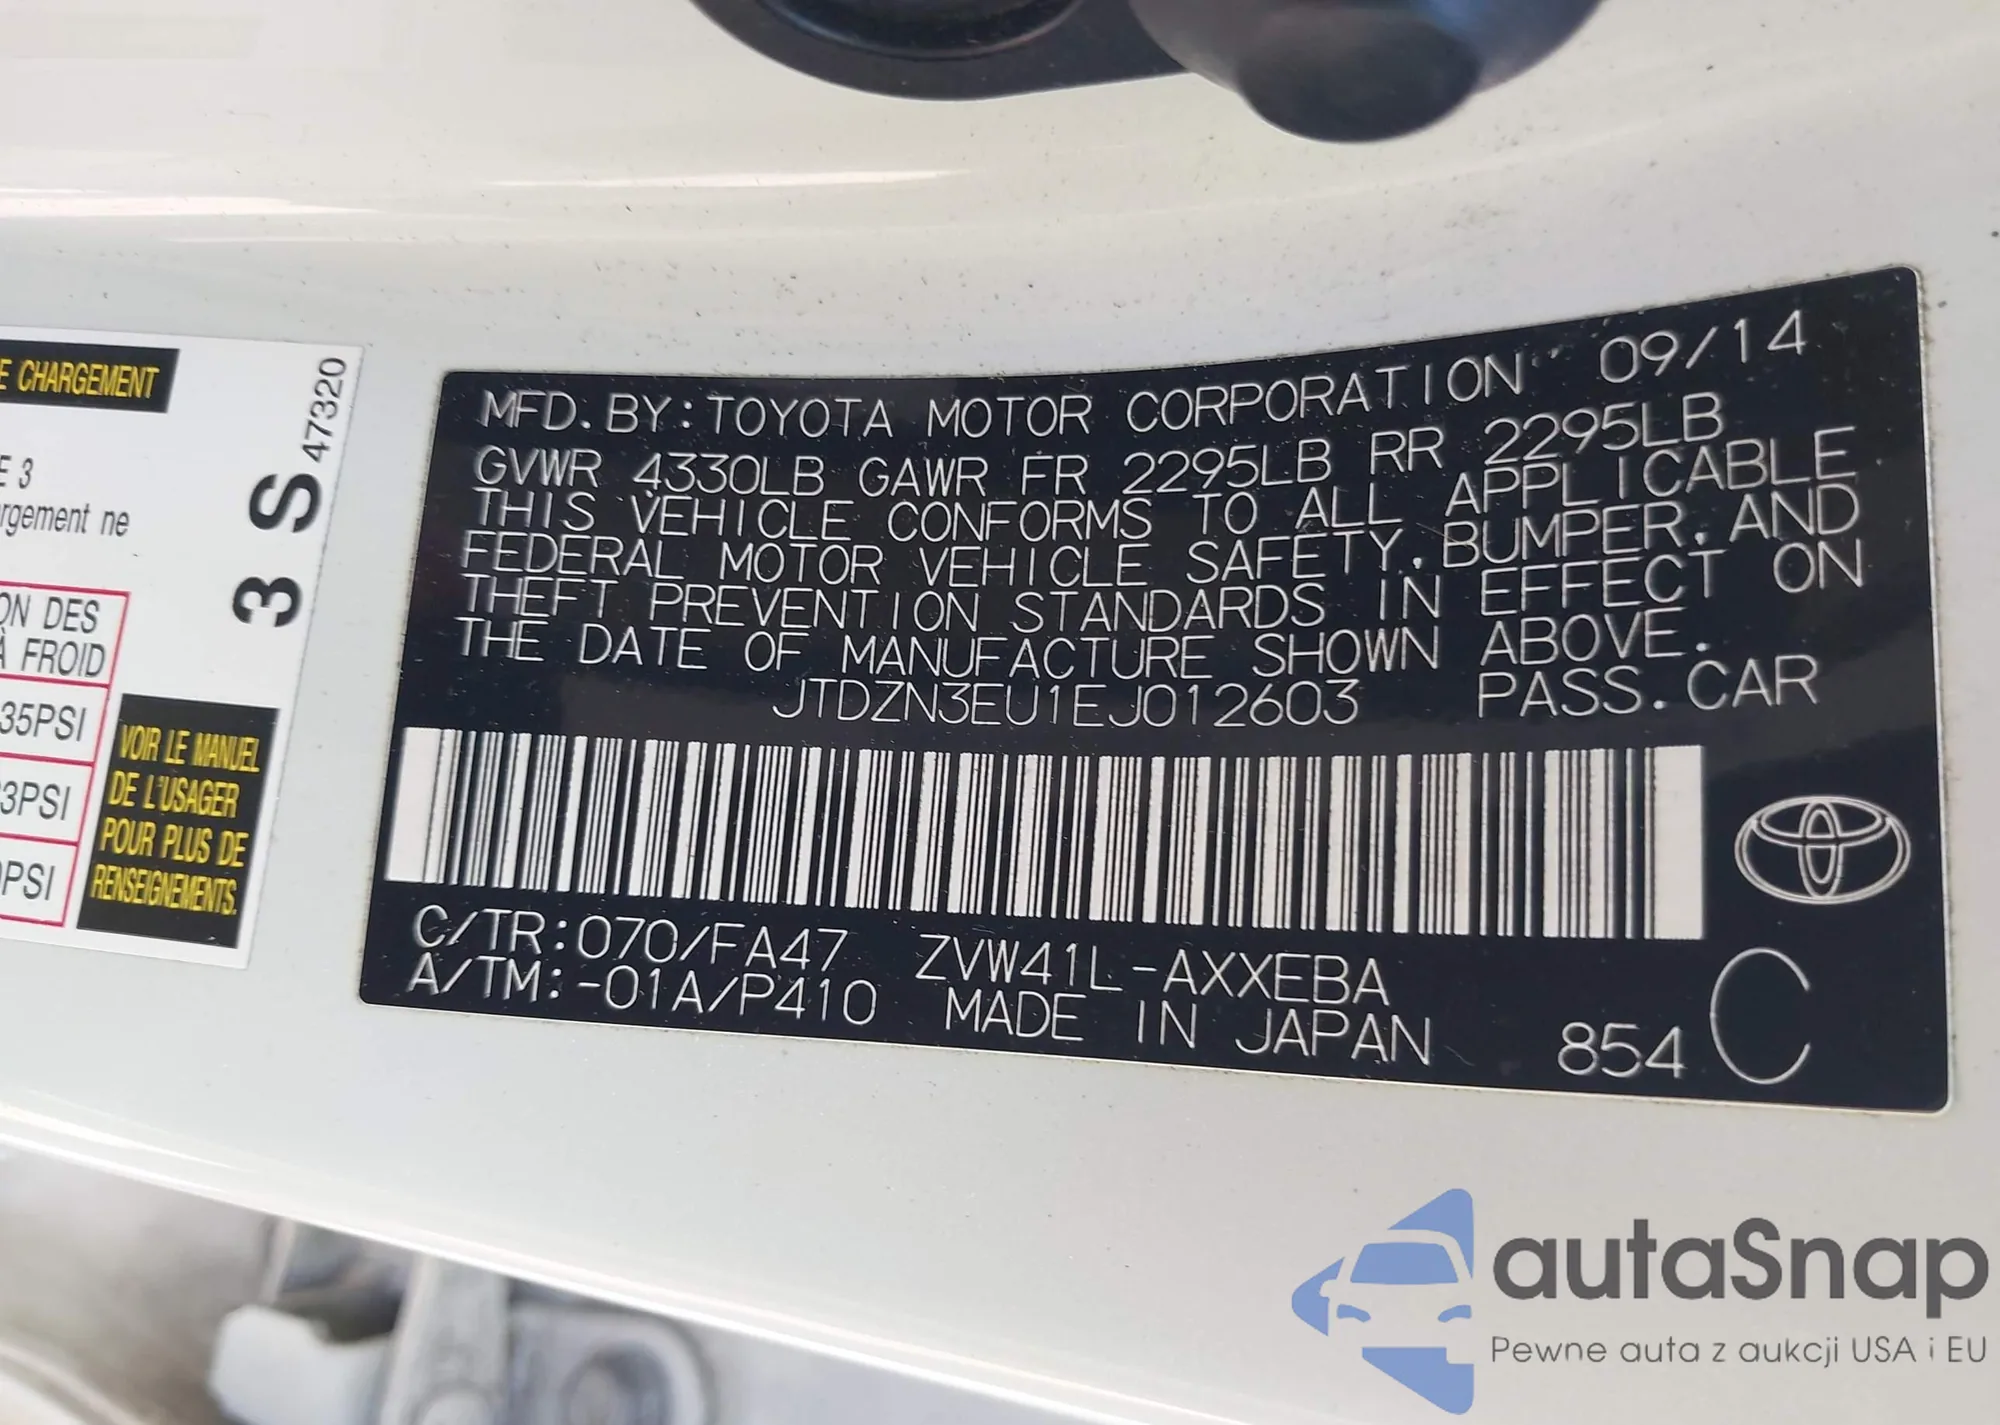 E CHARGEMENT
E 3
rgement ne
3 S 47320
ON DES
À FROID
35PSI
3PSI
PSI
VOIR LE MANUEL
DE L'USAGER
POUR PLUS DE
RENSEIGNEMENTS.
MFD. BY: TOYOTA MOTOR CORPORATION 09/14
GVWR 4330LB GAWR FR 2295LB RR 2295LB
THIS VEHICLE CONFORMS TO ALL APPLICABLE
FEDERAL MOTOR VEHICLE SAFETY, BUMPER, AND
THEFT PREVENTION STANDARDS IN EFFECT ON
THE DATE OF MANUFACTURE SHOWN ABOVE.
JTDZN3EU1EJ012603 PASS. CAR
C/TR: 070/FA47 ZVW41L-AXXEBA
A/TM: -01A/P410 MADE IN JAPAN 854 C
autaSnap
Pewne auta z aukcji USA i EU